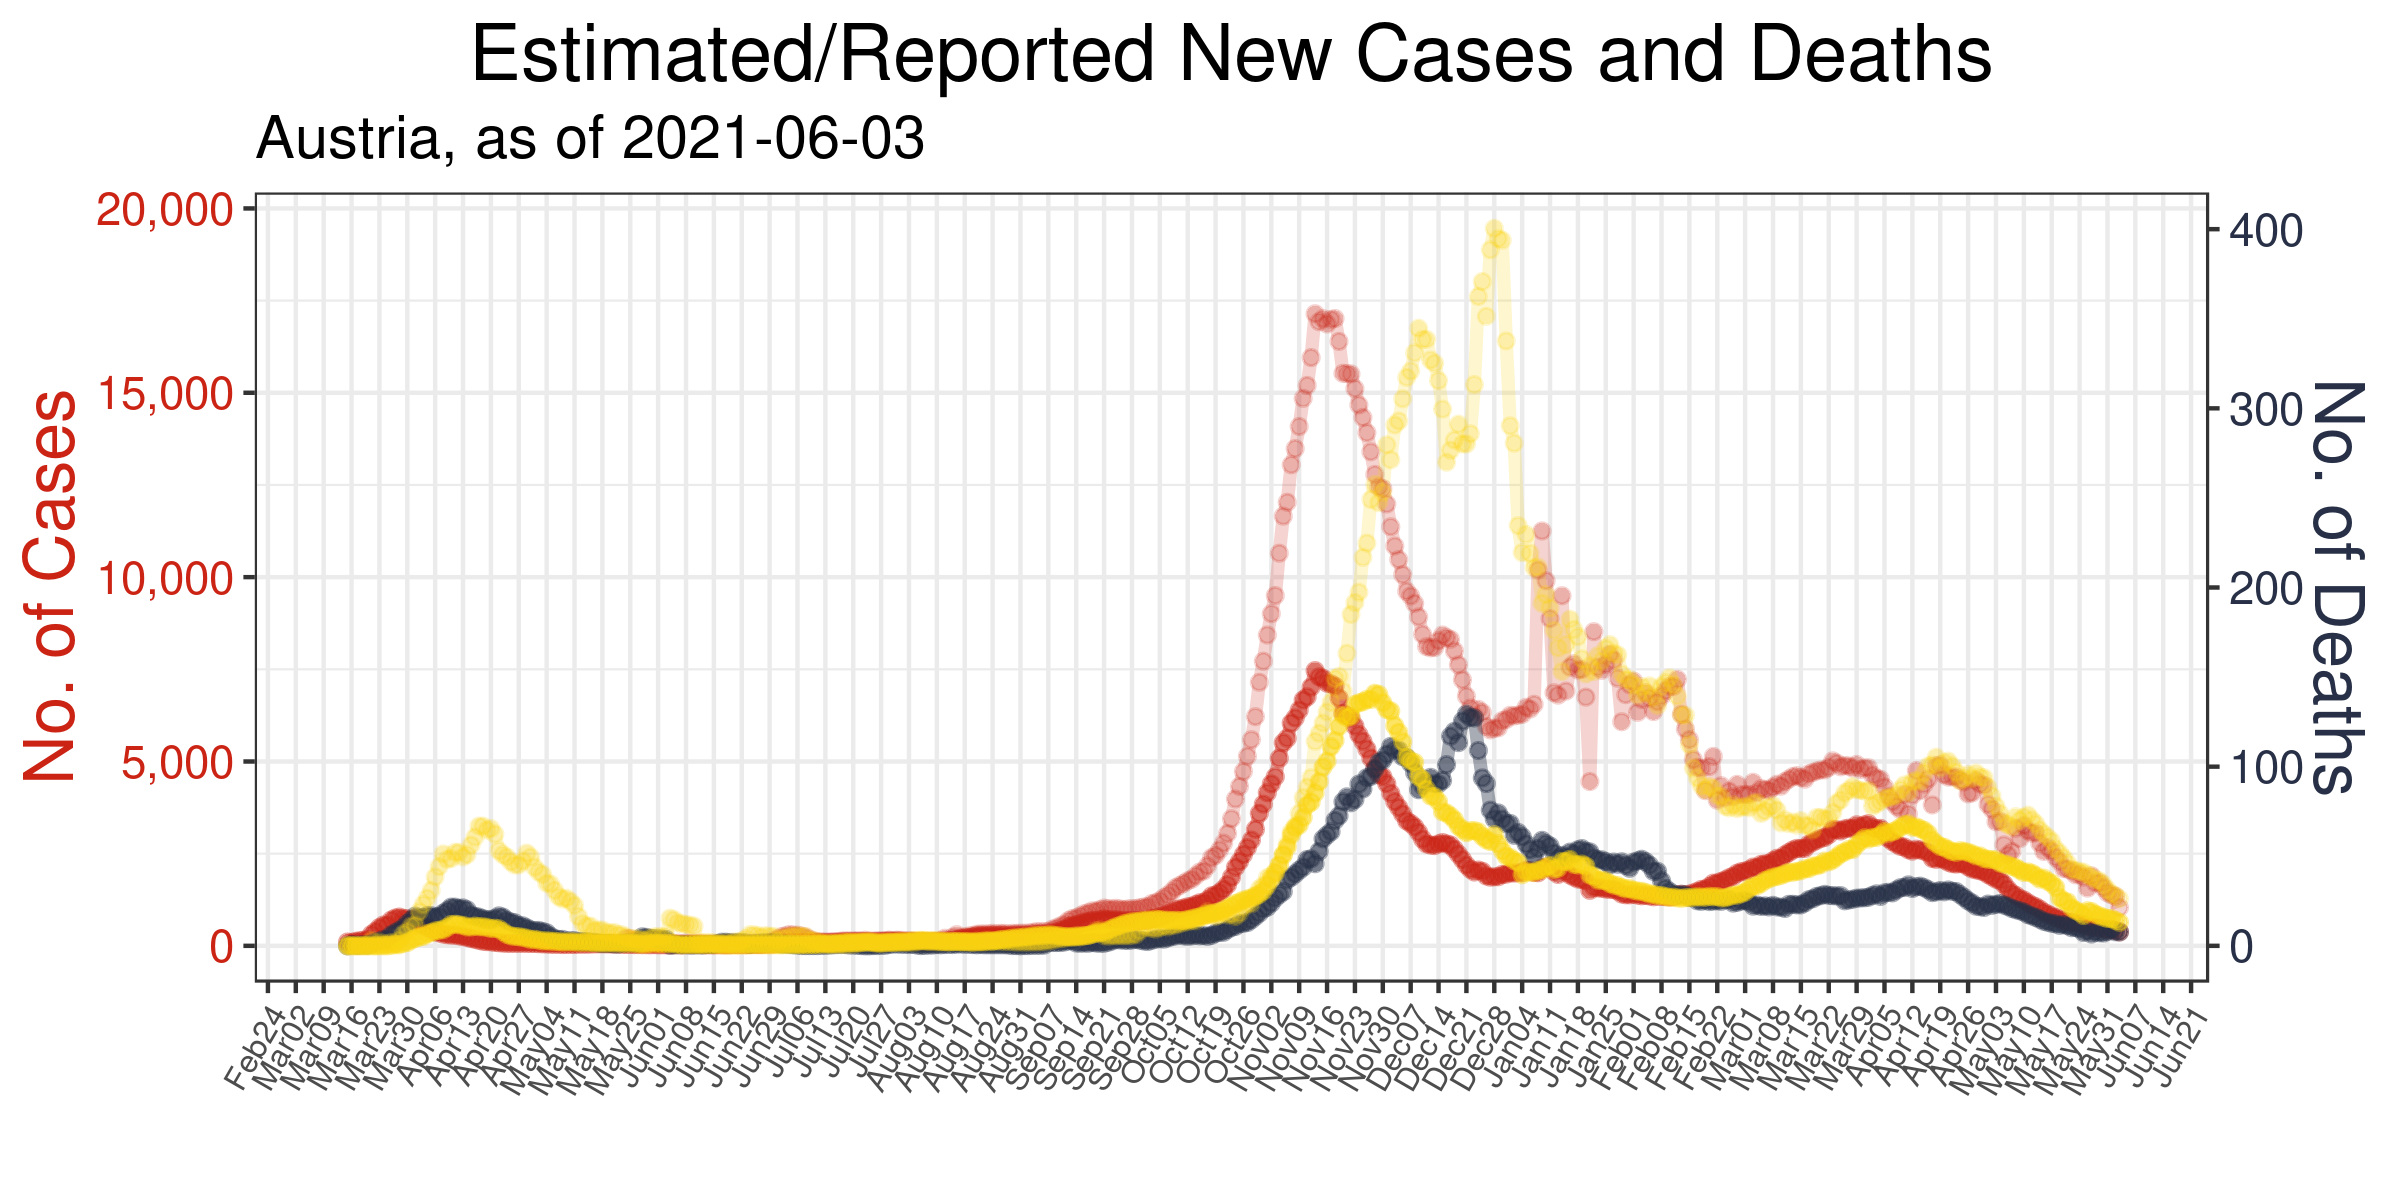 Estimated/Reported New Cases and Deaths
Austria, as of 2021-06-03
No. of Cases
20,000
15,000
10,000
5,000
0
400
300
200
100
0
No. of Deaths
Feb24
Mar02
Mar09
Mar16
Mar23
Mar30
Apr06
Apr13
Apr20
Apr27
May04
May11
May18
May25
Jun01
Jun08
Jun15
Jun22
Jun29
Jul06
Jul13
Jul20
Jul27
Aug03
Aug10
Aug17
Aug24
Aug31
Sep07
Sep14
Sep21
Sep28
Oct05
Oct12
Oct19
Oct26
Nov02
Nov09
Nov16
Nov23
Nov30
Dec07
Dec14
Dec21
Dec28
Jan04
Jan11
Jan18
Jan25
Feb01
Feb08
Feb15
Feb22
Mar01
Mar08
Mar15
Mar22
Mar29
Apr05
Apr12
Apr19
Apr26
May03
May10
May17
May24
May31
Jun07
Jun14
Jun21